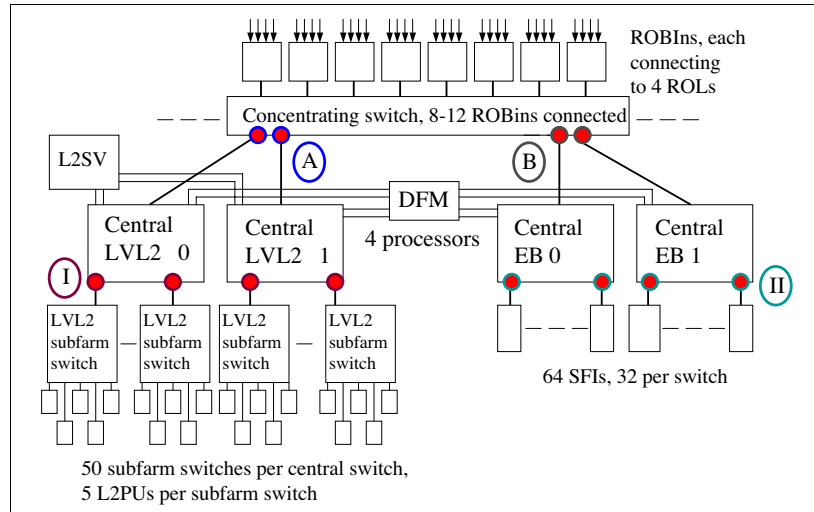 ROBIns, each
connecting
to 4 ROLs
Concentrating switch, 8-12 ROBins connected
A
B
L2SV
DFM
4 processors
Central
LVL2 0
Central
LVL2 1
Central
EB 0
Central
EB 1
I
II
LVL2
subfarm
switch
LVL2
subfarm
switch
LVL2
subfarm
switch
LVL2
subfarm
switch
64 SFIs, 32 per switch
50 subfarm switches per central switch,
5 L2PUs per subfarm switch